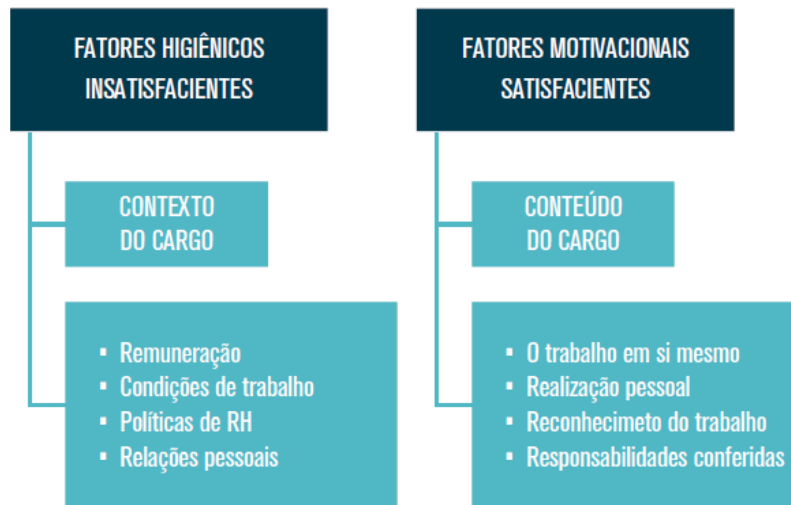 FATORES HIGIÊNICOS
INSATISFACIENTES
CONTEXTO
DO CARGO
▪ Remuneração
▪ Condições de trabalho
▪ Políticas de RH
▪ Relações pessoais
FATORES MOTIVACIONAIS
SATISFACIENTES
CONTEÚDO
DO CARGO
▪ O trabalho em si mesmo
▪ Realização pessoal
▪ Reconhecimeto do trabalho
▪ Responsabilidades conferidas